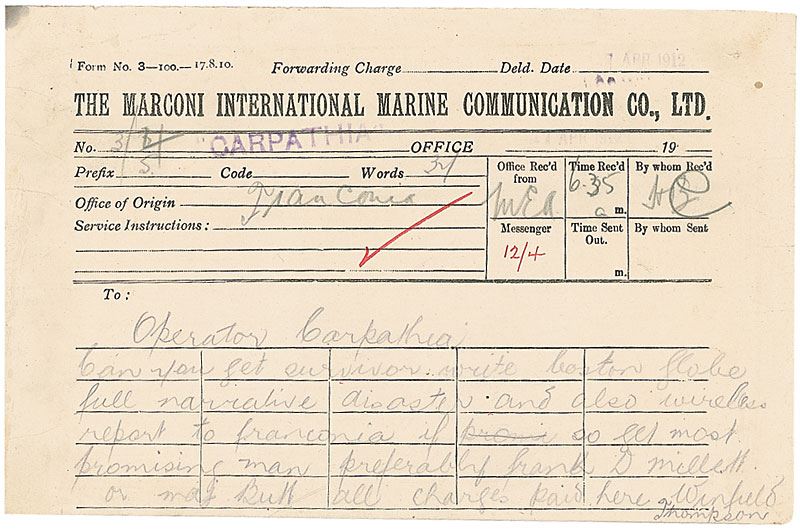 Form No. 3—100.—17.8.10. Forwarding Charge Deld. Date 7 APR 1912
THE MARCONI INTERNATIONAL MARINE COMMUNICATION CO., LTD.
No. CARPATHIA OFFICE 19
Prefix S Code Words
Office of Origin Franconia
Service Instructions:
Office Rec'd from MEA
Time Rec'd 6.35 a m.
By whom Rec'd
Messenger 12/4
Time Sent Out. m.
By whom Sent
To:
Operator Carpathia
Can you get survivor write boston globe
full narrative disaster and also wireless
report to franconia if promi so get most
promising man preferably frank D millett
or maj Butt all charges paid here Winfield
Thompson